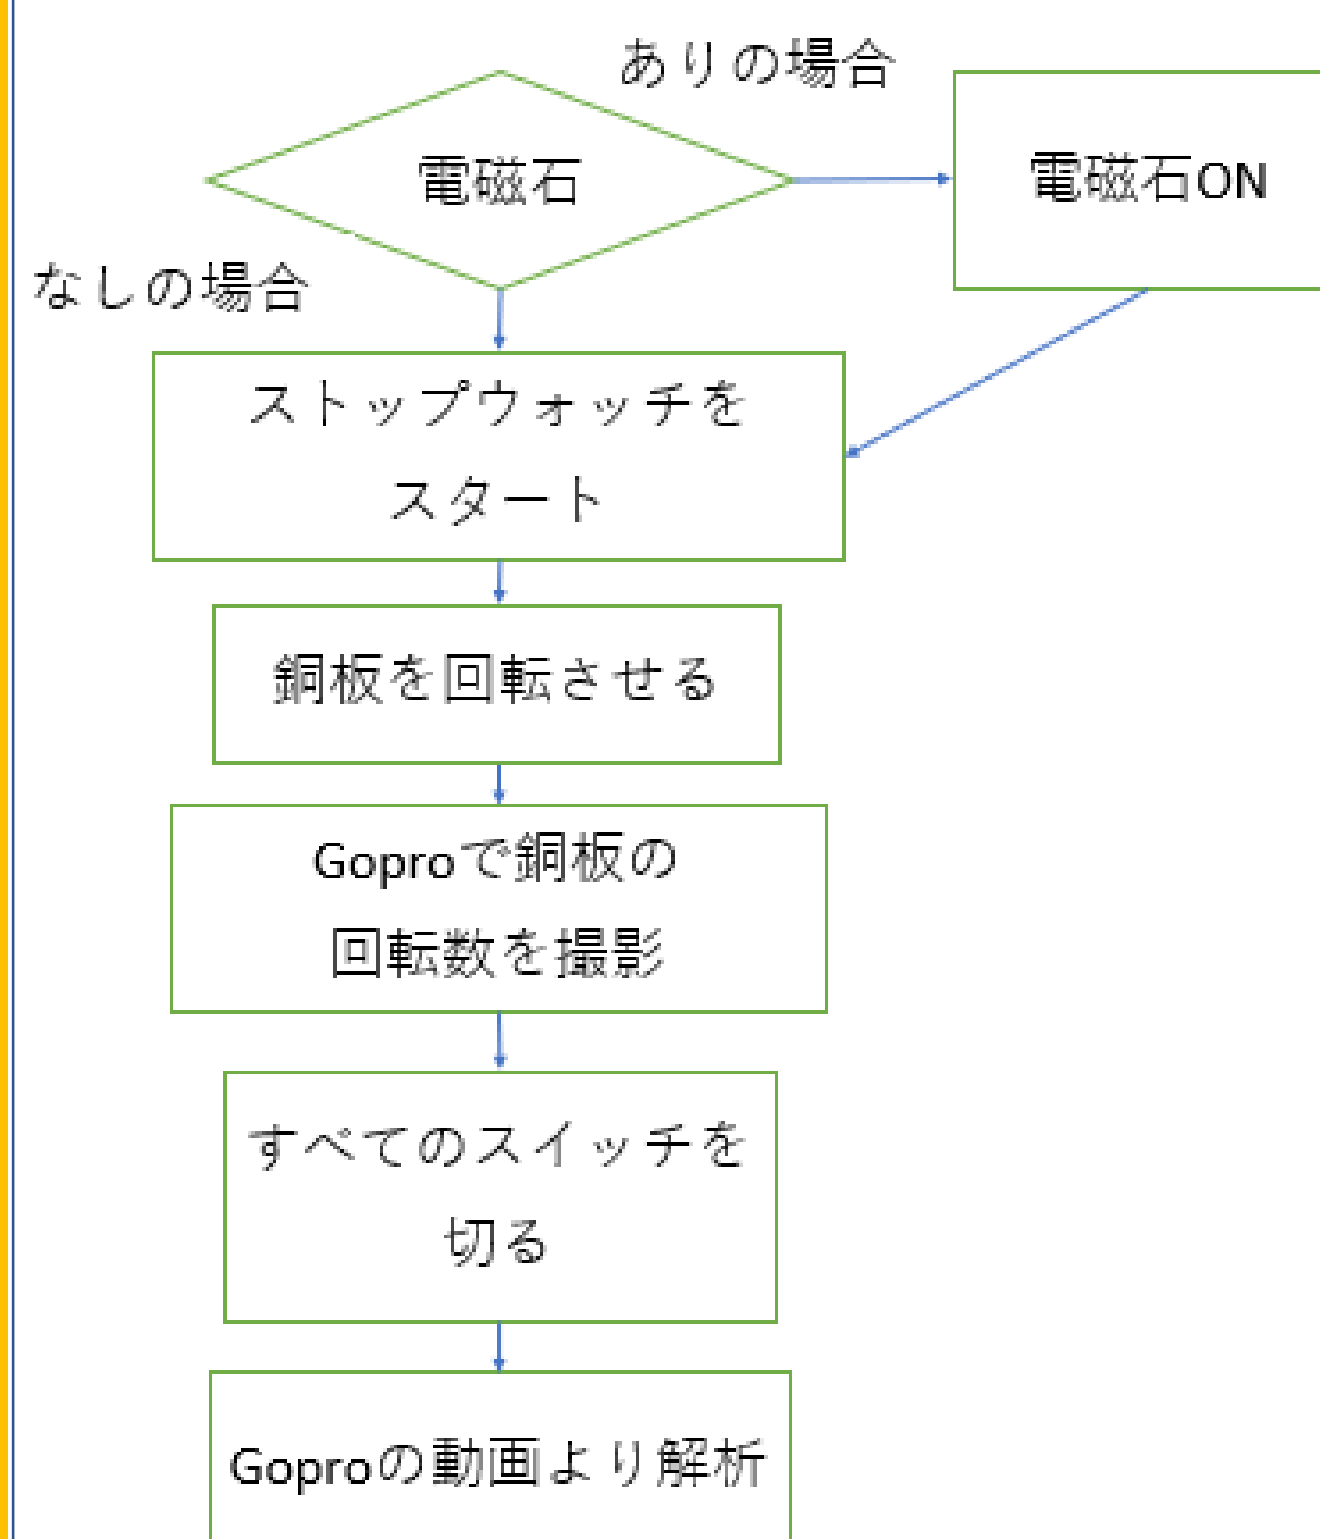 ありの場合
電磁石
電磁石ON
なしの場合
ストップウォッチを
スタート
銅板を回転させる
Goproで銅板の
回転数を撮影
すべてのスイッチを
切る
Goproの動画より解析